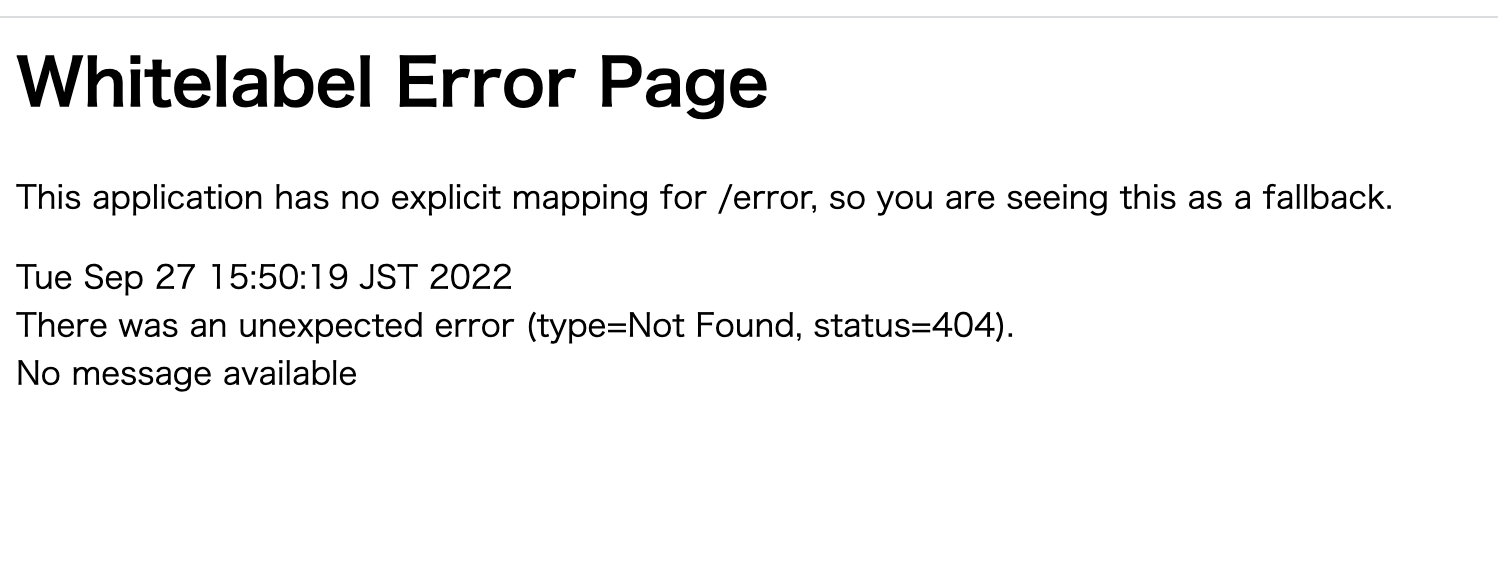 Whitelabel Error Page
This application has no explicit mapping for /error, so you are seeing this as a fallback.
Tue Sep 27 15:50:19 JST 2022
There was an unexpected error (type=Not Found, status=404).
No message available